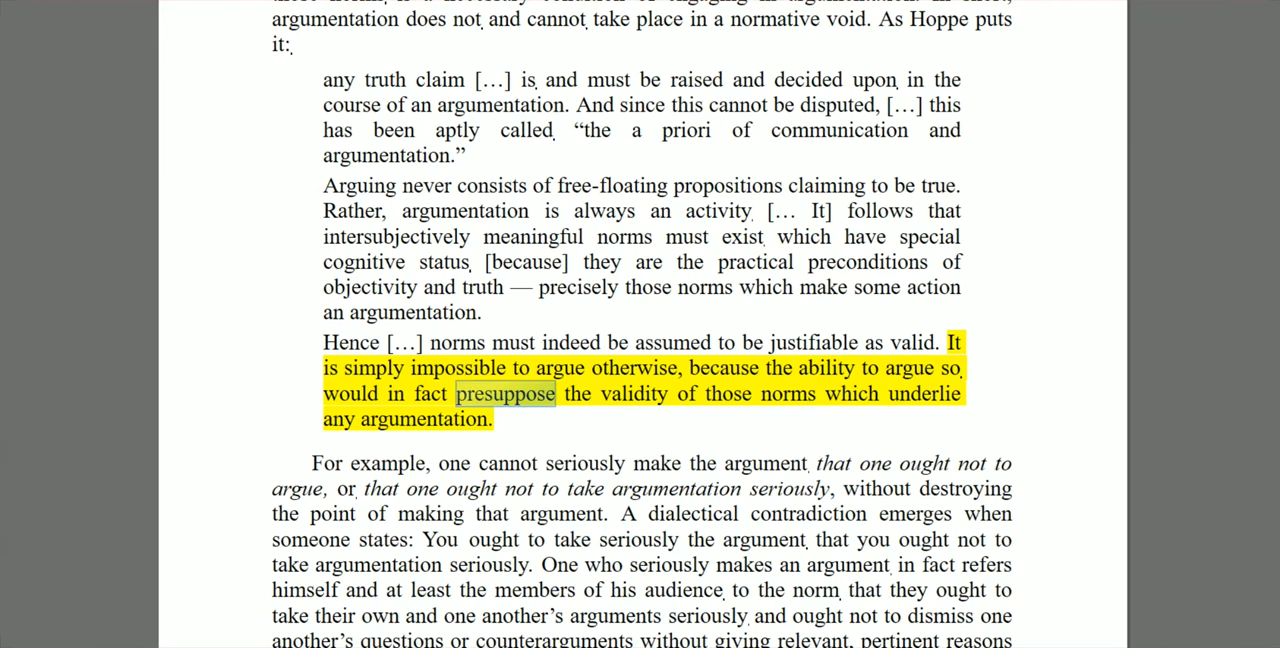 argumentation does not and cannot take place in a normative void. As Hoppe puts
it:
any truth claim […] is and must be raised and decided upon in the
course of an argumentation. And since this cannot be disputed, […] this
has been aptly called “the a priori of communication and
argumentation.”
Arguing never consists of free-floating propositions claiming to be true.
Rather, argumentation is always an activity [… It] follows that
intersubjectively meaningful norms must exist which have special
cognitive status [because] they are the practical preconditions of
objectivity and truth — precisely those norms which make some action
an argumentation.
Hence […] norms must indeed be assumed to be justifiable as valid. It
is simply impossible to argue otherwise, because the ability to argue so
would in fact presuppose the validity of those norms which underlie
any argumentation.
For example, one cannot seriously make the argument that one ought not to
argue, or that one ought not to take argumentation seriously, without destroying
the point of making that argument. A dialectical contradiction emerges when
someone states: You ought to take seriously the argument that you ought not to
take argumentation seriously. One who seriously makes an argument in fact refers
himself and at least the members of his audience to the norm that they ought to
take their own and one another’s arguments seriously and ought not to dismiss one
another’s questions or counterarguments without giving relevant, pertinent reasons